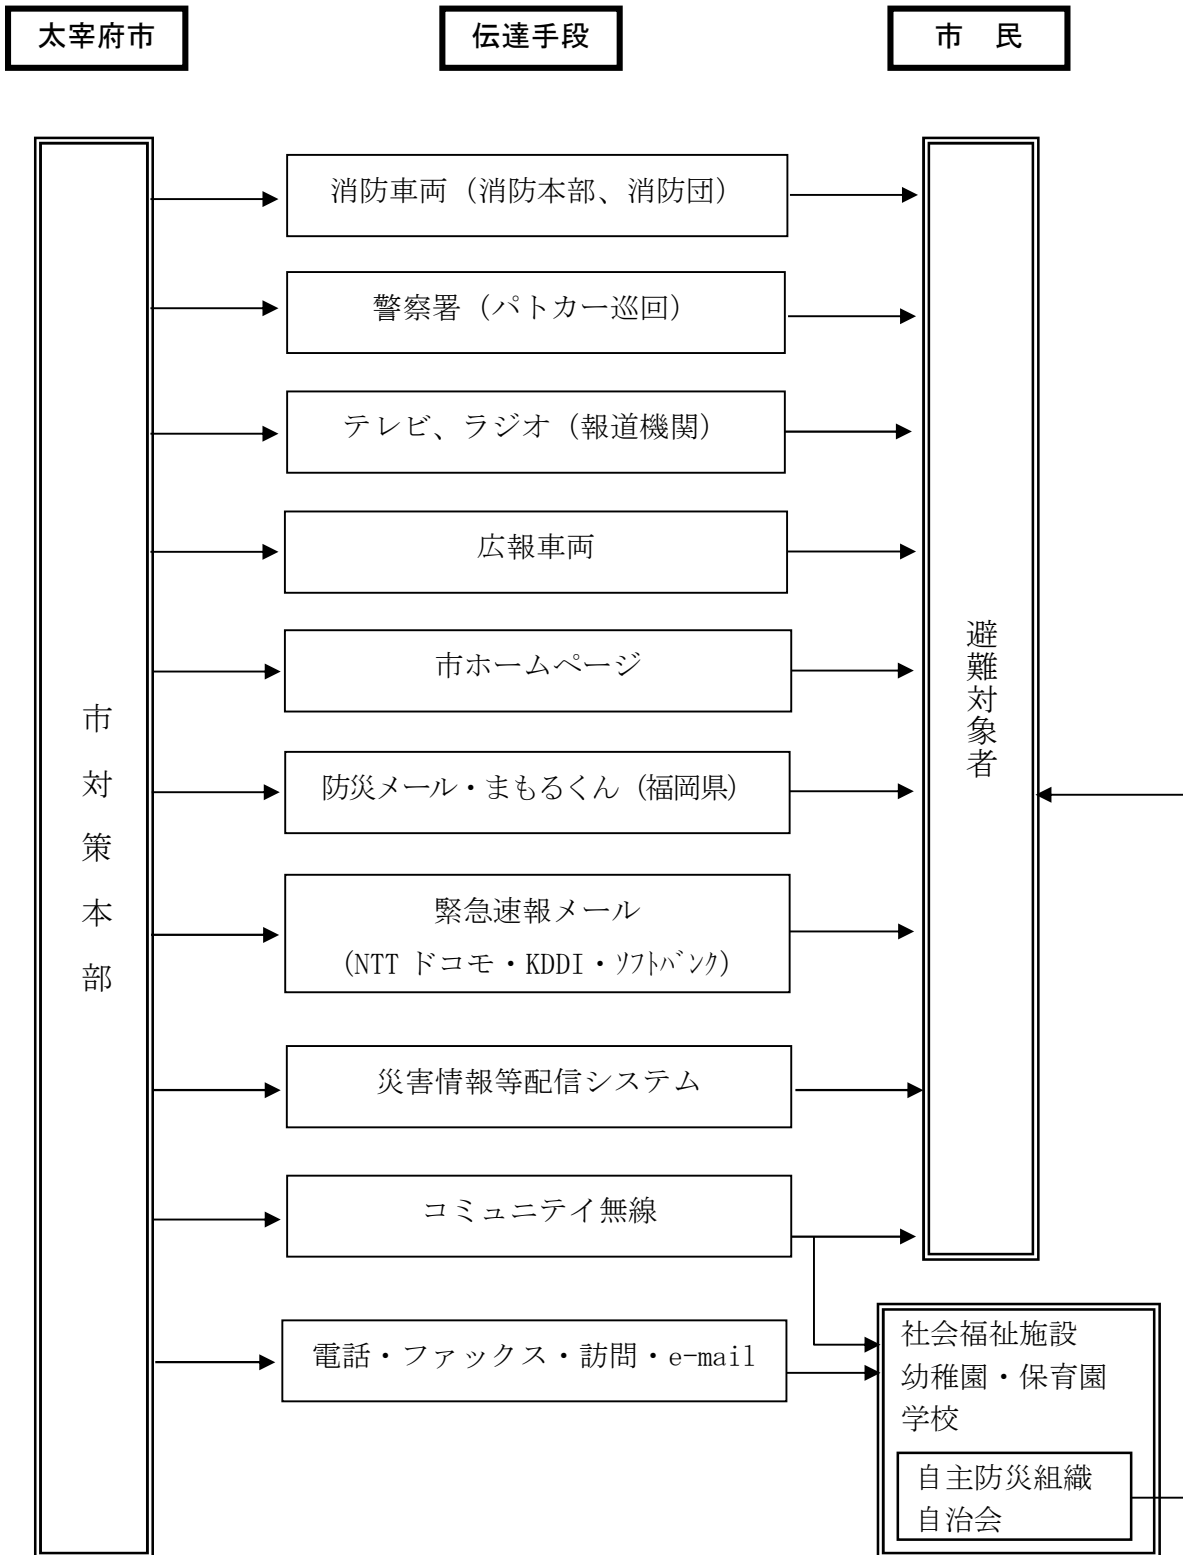 太宰府市
伝達手段
市　民
市対策本部
消防車両（消防本部、消防団）
警察署（パトカー巡回）
テレビ、ラジオ（報道機関）
広報車両
市ホームページ
防災メール・まもるくん（福岡県）
緊急速報メール
（NTT ドコモ・KDDI・ｿﾌﾄﾊﾞﾝｸ）
災害情報等配信システム
コミュニテイ無線
電話・ファックス・訪問・e-mail
避難対象者
社会福祉施設
幼稚園・保育園
学校
自主防災組織
自治会